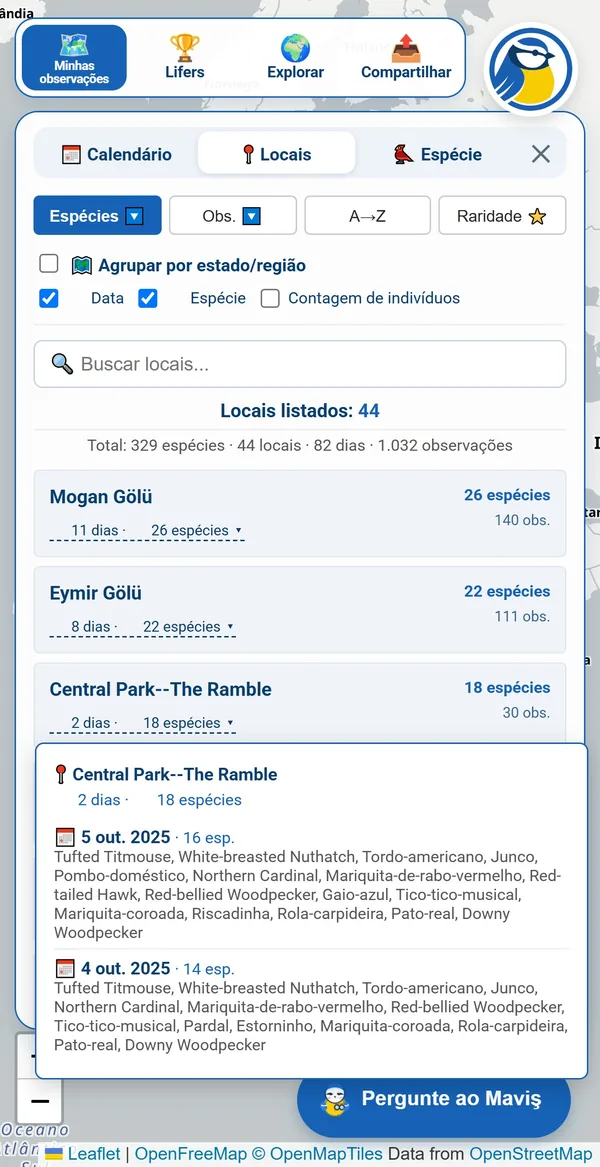 ândia
Minhas
observações
Lifers
Explorar
Compartilhar
Calendário
Locais
Espécie
Espécies
Obs.
A→Z
Raridade
Agrupar por estado/região
Data
Espécie
Contagem de indivíduos
Buscar locais...
Locais listados: 44
Total: 329 espécies · 44 locais · 82 dias · 1.032 observações
Mogan Gölü
26 espécies
140 obs.
11 dias · 26 espécies
Eymir Gölü
22 espécies
111 obs.
8 dias · 22 espécies
Central Park--The Ramble
18 espécies
30 obs.
2 dias · 18 espécies
Central Park--The Ramble
2 dias · 18 espécies
5 out. 2025 · 16 esp.
Tufted Titmouse, White-breasted Nuthatch, Tordo-americano, Junco,
Pombo-doméstico, Northern Cardinal, Mariquita-de-rabo-vermelho, Red-
tailed Hawk, Red-bellied Woodpecker, Gaio-azul, Tico-tico-musical,
Mariquita-coroada, Riscadinha, Rola-carpideira, Pato-real, Downy
Woodpecker
4 out. 2025 · 14 esp.
Tufted Titmouse, White-breasted Nuthatch, Tordo-americano, Junco,
Northern Cardinal, Mariquita-de-rabo-vermelho, Red-bellied Woodpecker,
Tico-tico-musical, Pardal, Estorninho, Mariquita-coroada, Rola-carpideira,
Pato-real, Downy Woodpecker
Pergunte ao Maviş
Oceano
Leaflet | OpenFreeMap © OpenMapTiles Data from OpenStreetMap